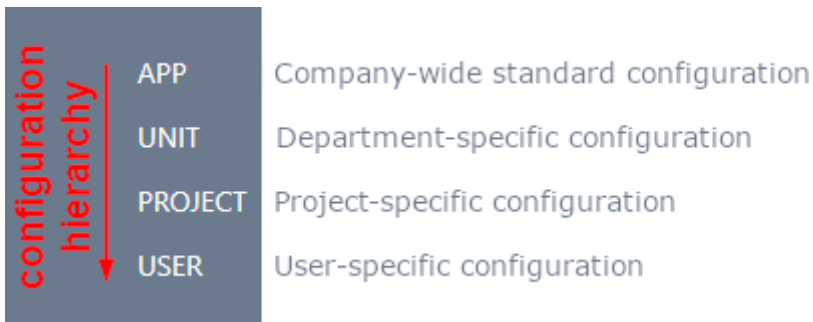 configuration
hierarchy
APP Company-wide standard configuration
UNIT Department-specific configuration
PROJECT Project-specific configuration
USER User-specific configuration